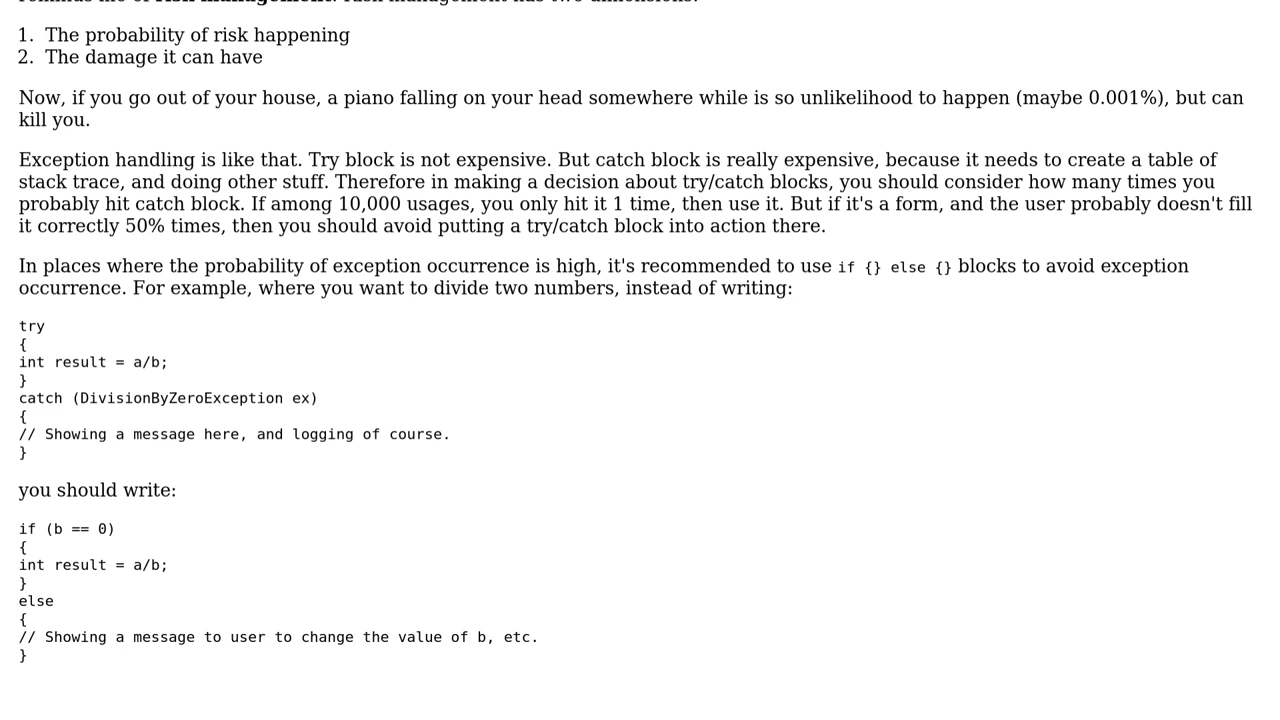 1. The probability of risk happening
2. The damage it can have
Now, if you go out of your house, a piano falling on your head somewhere while is so unlikelihood to happen (maybe 0.001%), but can
kill you.
Exception handling is like that. Try block is not expensive. But catch block is really expensive, because it needs to create a table of
stack trace, and doing other stuff. Therefore in making a decision about try/catch blocks, you should consider how many times you
probably hit catch block. If among 10,000 usages, you only hit it 1 time, then use it. But if it's a form, and the user probably doesn't fill
it correctly 50% times, then you should avoid putting a try/catch block into action there.
In places where the probability of exception occurrence is high, it's recommended to use if {} else {} blocks to avoid exception
occurrence. For example, where you want to divide two numbers, instead of writing:
try
{
int result = a/b;
}
catch (DivisionByZeroException ex)
{
// Showing a message here, and logging of course.
}
you should write:
if (b == 0)
{
int result = a/b;
}
else
{
// Showing a message to user to change the value of b, etc.
}